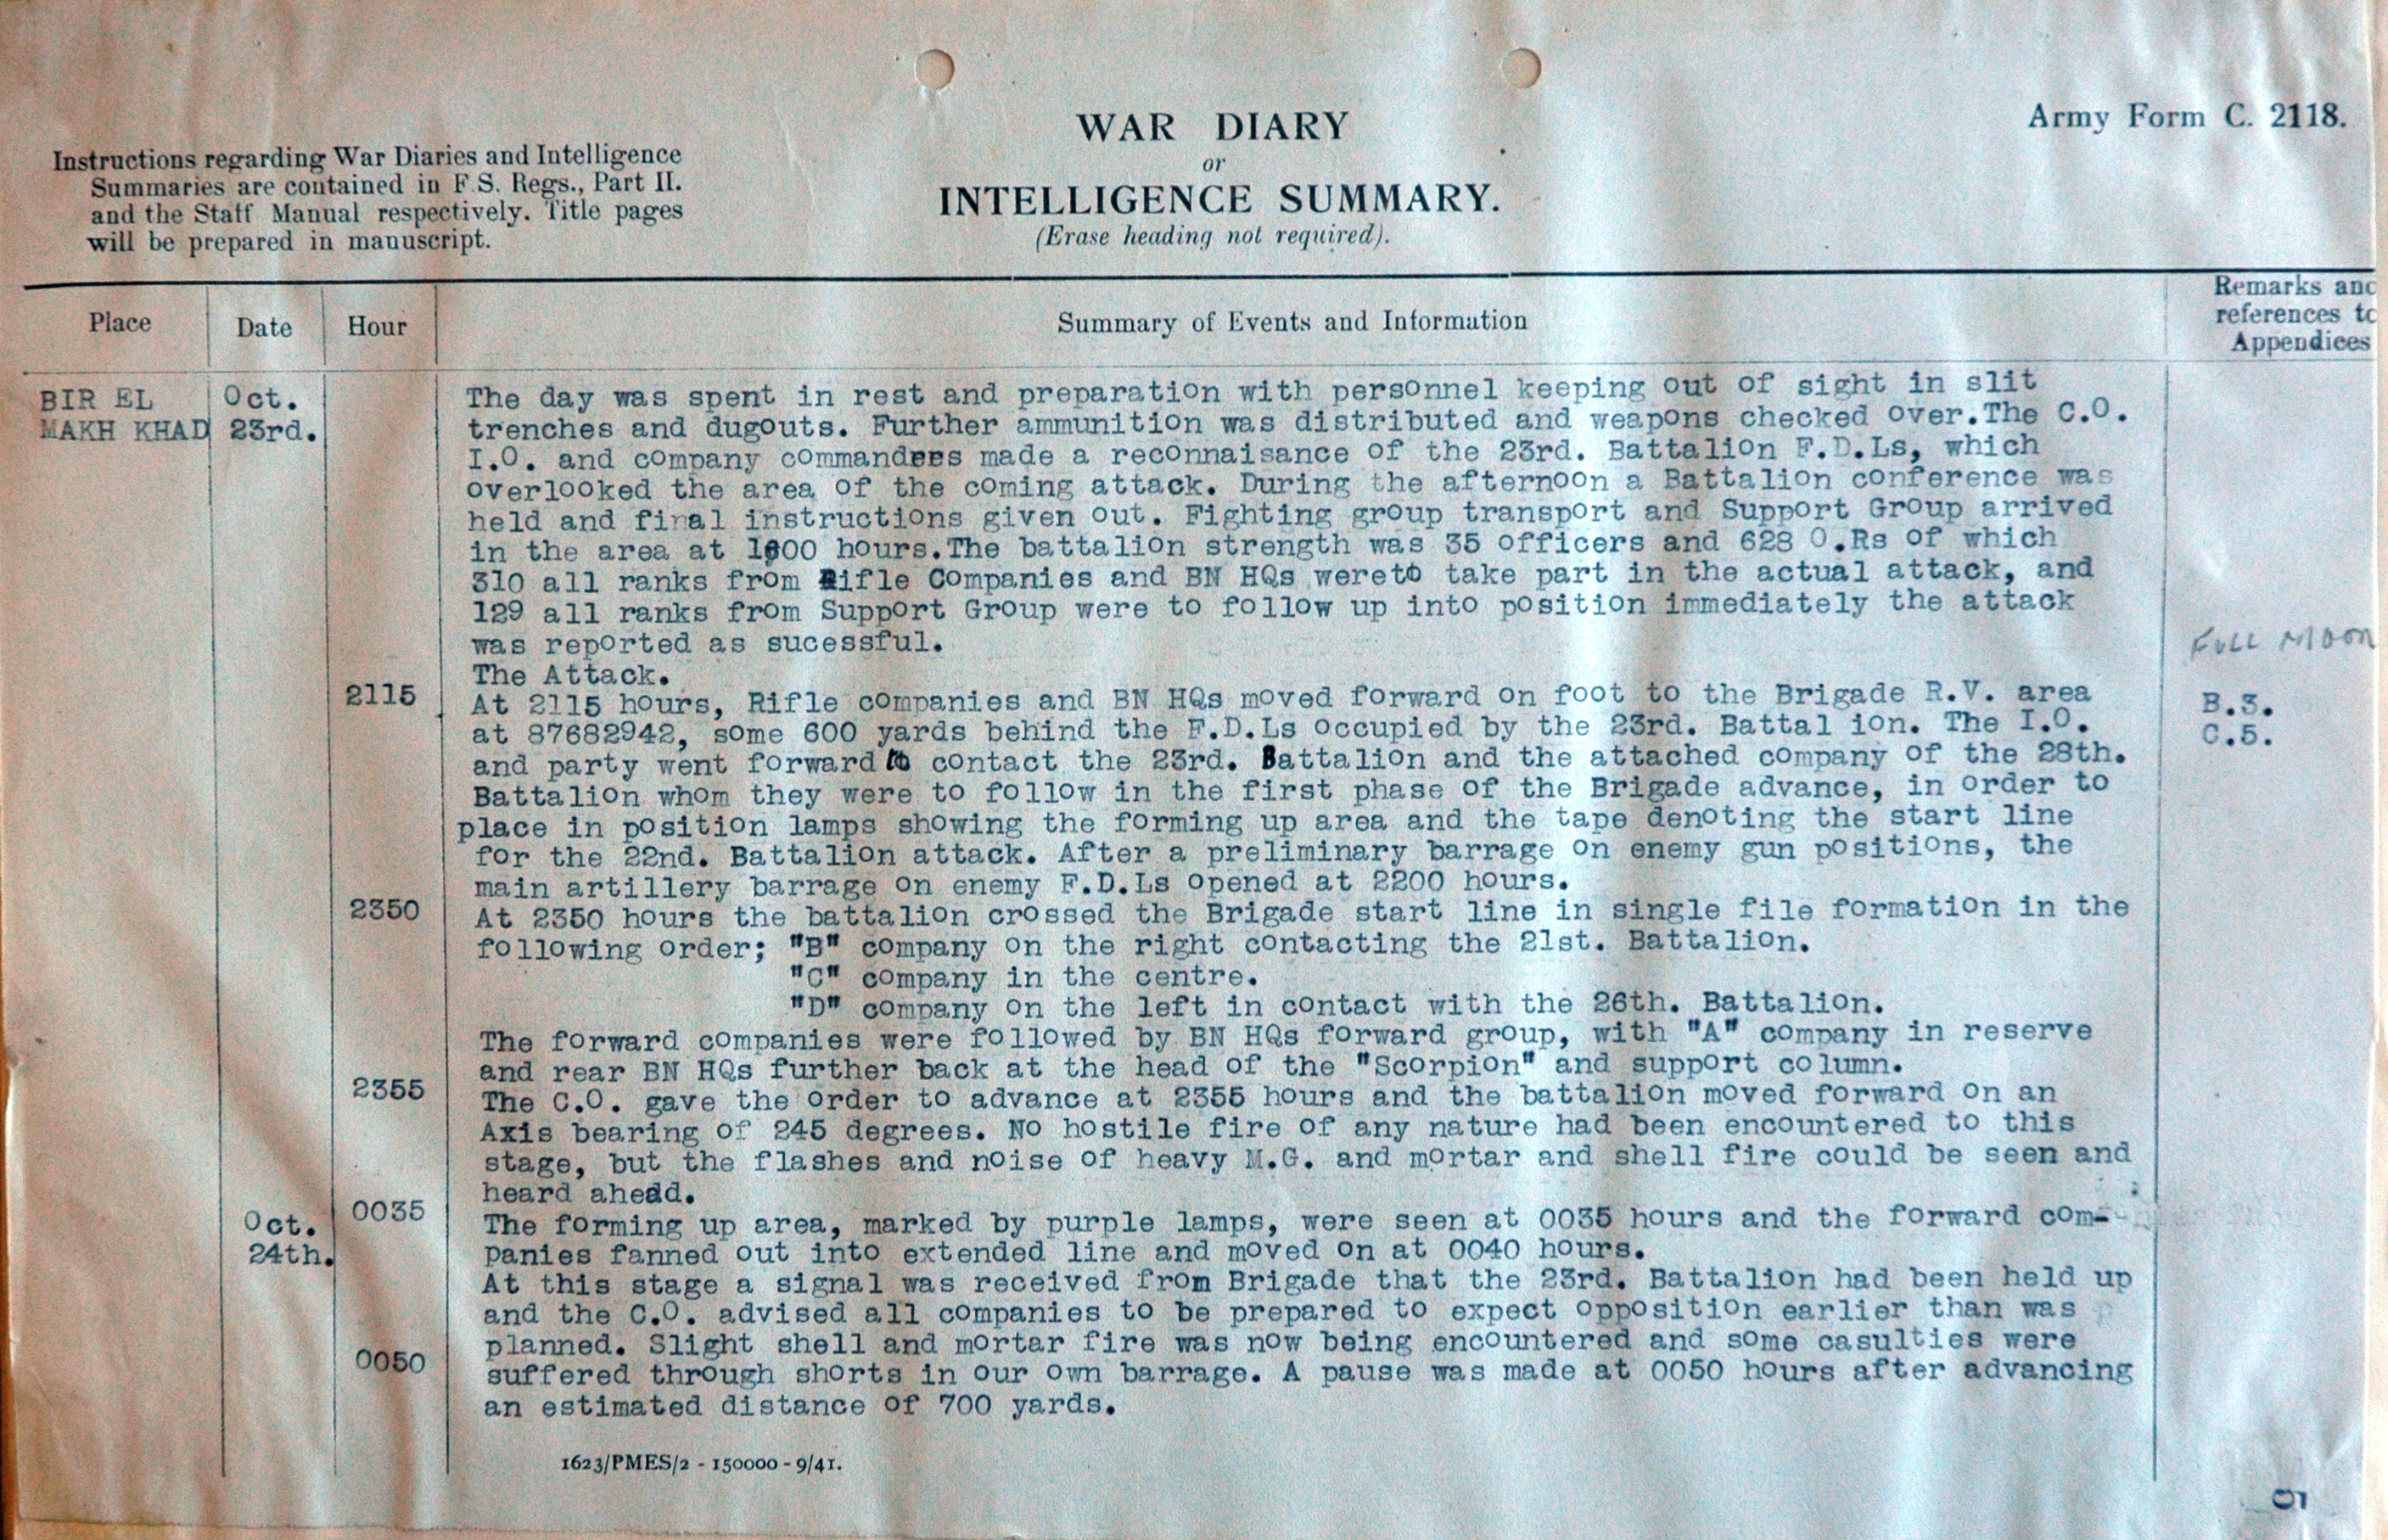 Army Form C. 2118.
WAR DIARY
or
INTELLIGENCE SUMMARY.
(Erase heading not required).
Instructions regarding War Diaries and Intelligence
Summaries are contained in F.S. Regs., Part II.
and the Staff Manual respectively. Title pages
will be prepared in manuscript.
Place Date Hour Summary of Events and Information Remarks and
references to
Appendices
BIR EL Oct. The day was spent in rest and preparation with personnel keeping out of sight in slit
MAKH KHAD 23rd. trenches and dugouts. Further ammunition was distributed and weapons checked over.The C.O.
I.O. and company commanders made a reconnaisance of the 23rd. Battalion F.D.Ls, which
overlooked the area of the coming attack. During the afternoon a Battalion conference was
held and final instructions given out. Fighting group transport and Support Group arrived
in the area at hours.The battalion strength was 35 officers and 628 O.Rs of which
310 all ranks from Rifle Companies and BN HQs wereto take part in the actual attack, and
129 all ranks from Support Group were to follow up into position immediately the attack
was reported as sucessful.
FULL MOON
The Attack.
2115 At 2115 hours, Rifle companies and BN HQs moved forward on foot to the Brigade R.V. area B.3.
at 87682942, some 600 yards behind the F.D.Ls occupied by the 23rd. Battal ion. The I.O. C.5.
and party went forward to contact the 23rd. Battalion and the attached company of the 28th.
Battalion whom they were to follow in the first phase of the Brigade advance, in order to
place in position lamps showing the forming up area and the tape denoting the start line
for the 22nd. Battalion attack. After a preliminary barrage on enemy gun positions, the
main artillery barrage on enemy F.D.Ls opened at 2200 hours.
2350 At 2350 hours the battalion crossed the Brigade start line in single file formation in the
following order; "B" company on the right contacting the 21st. Battalion.
"C" company in the centre.
"D" company on the left in contact with the 26th. Battalion.
The forward companies were followed by BN HQs forward group, with "A" company in reserve
and rear BN HQs further back at the head of the "Scorpion" and support column.
2355 The C.O. gave the order to advance at 2355 hours and the battalion moved forward on an
Axis bearing of 245 degrees. No hostile fire of any nature had been encountered to this
stage, but the flashes and noise of heavy M.G. and mortar and shell fire could be seen and
heard ahead.
Oct. 0035 The forming up area, marked by purple lamps, were seen at 0035 hours and the forward com-
24th. panies fanned out into extended line and moved on at 0040 hours.
At this stage a signal was received from Brigade that the 23rd. Battalion had been held up
and the C.O. advised all companies to be prepared to expect opposition earlier than was
planned. Slight shell and mortar fire was now being encountered and some casulties were
0050 suffered through shorts in our own barrage. A pause was made at 0050 hours after advancing
an estimated distance of 700 yards.
1623/PMES/2 - 150000 - 9/41.